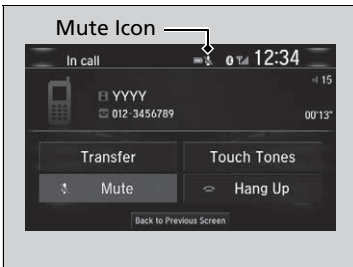 Mute Icon
In call 12:34
15
YYYY
012-3456789 00'13"
Transfer Touch Tones
Mute Hang Up
Back to Previous Screen